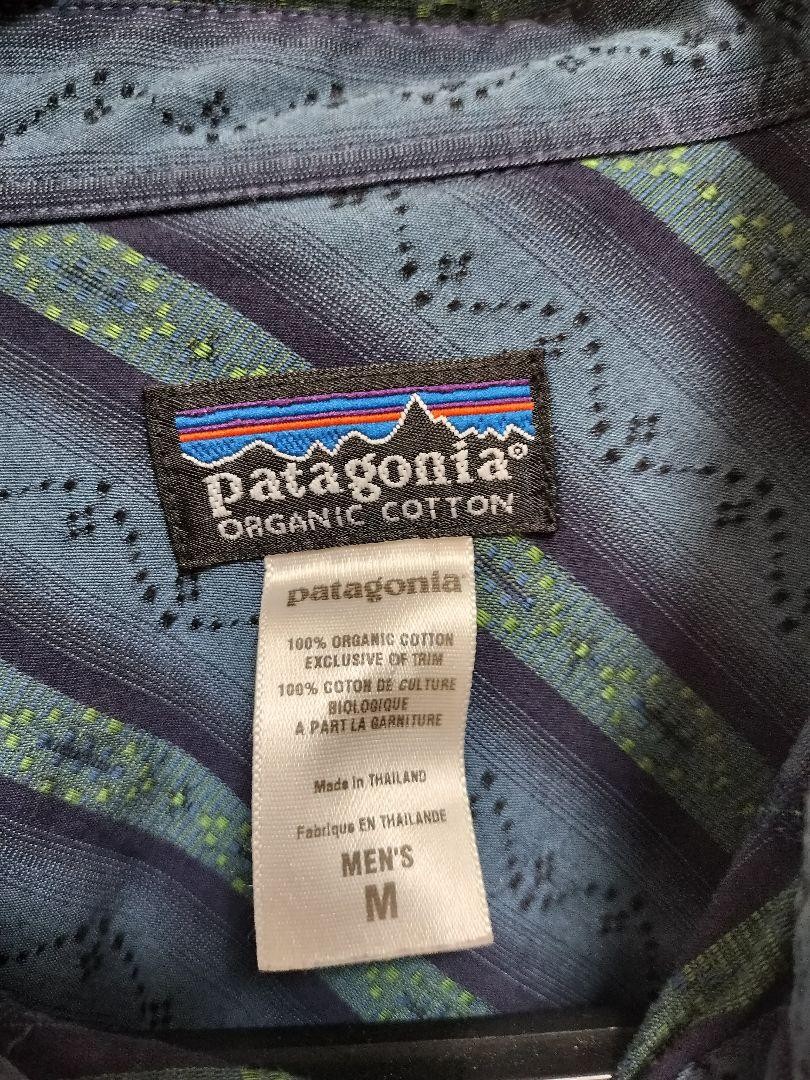 patagonia®
ORGANIC COTTON
patagonia®
100% ORGANIC COTTON
EXCLUSIVE OF TRIM
100% COTON DE CULTURE
BIOLOGIQUE
A PART LA GARNITURE
Made in THAILAND
Fabrique EN THAILANDE
MEN'S
M